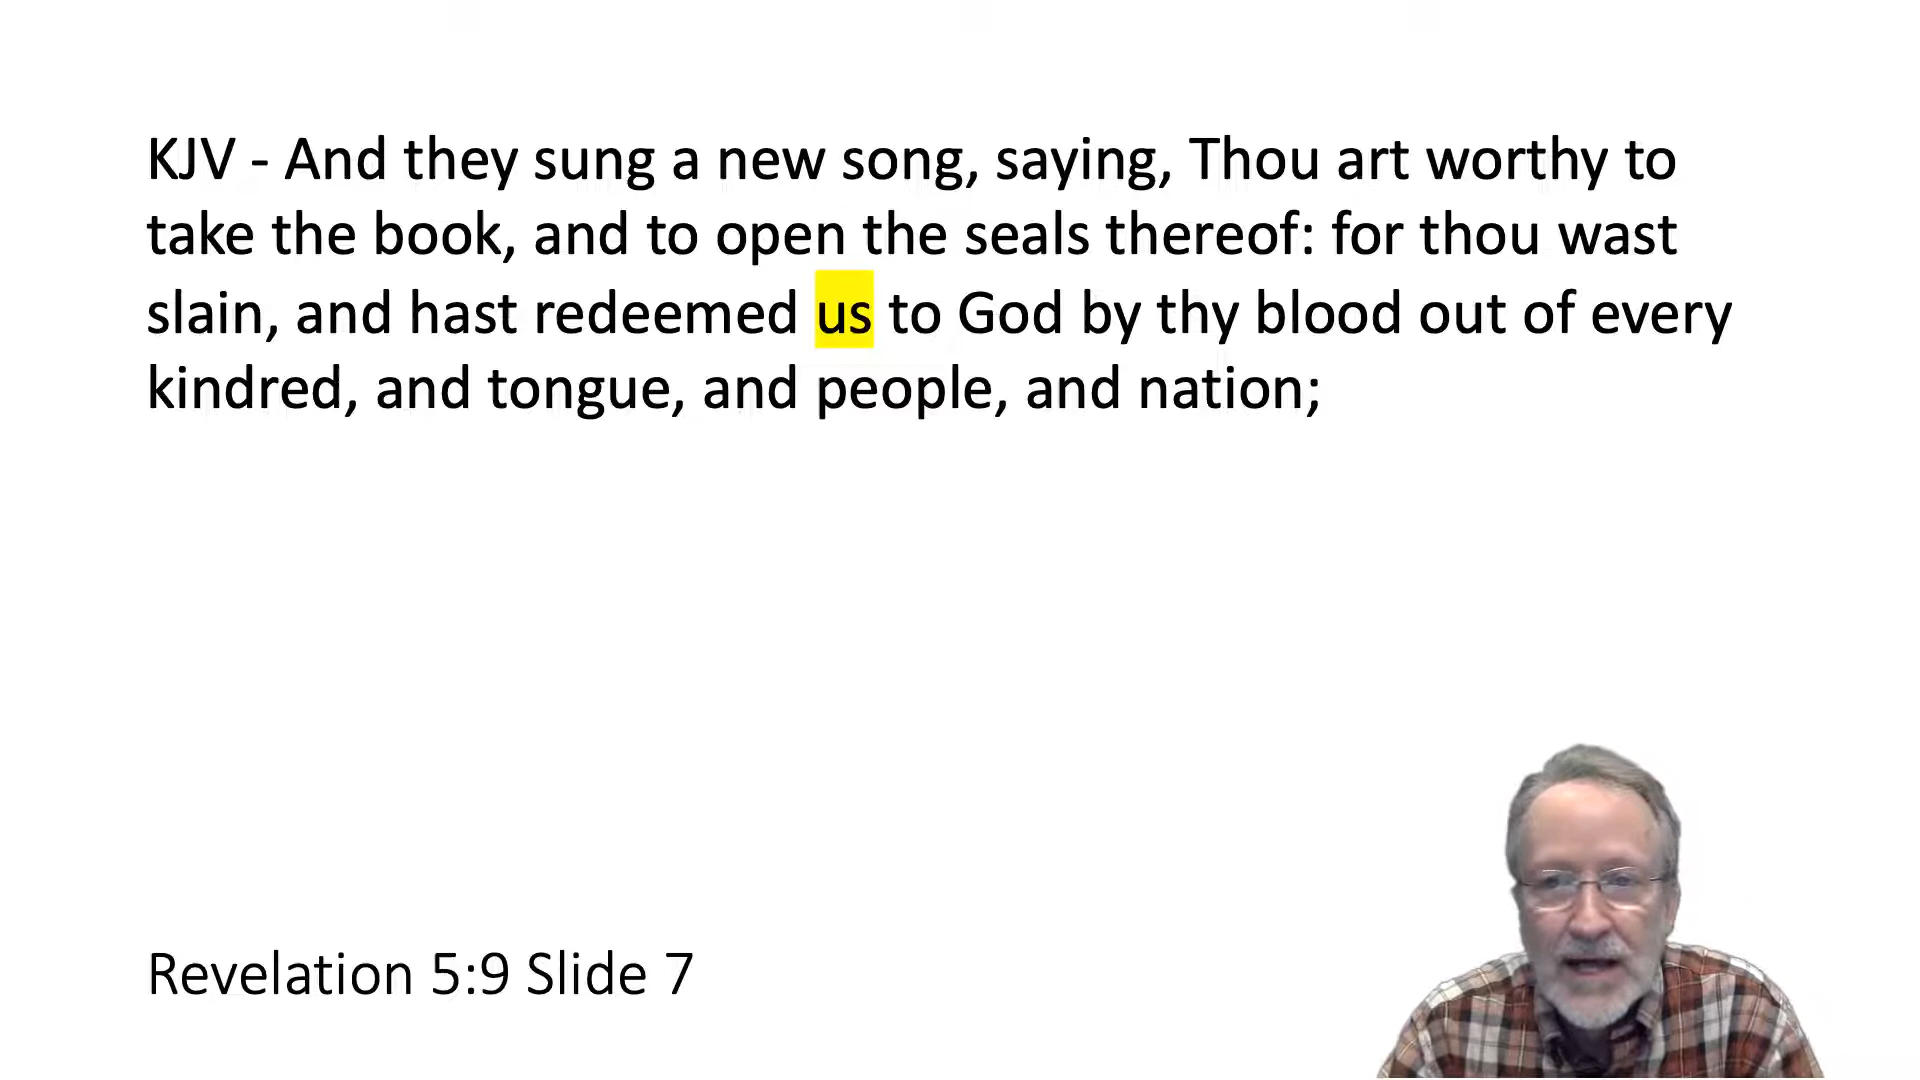 KJV - And they sung a new song, saying, Thou art worthy to
take the book, and to open the seals thereof: for thou wast
slain, and hast redeemed us to God by thy blood out of every
kindred, and tongue, and people, and nation;
Revelation 5:9 Slide 7